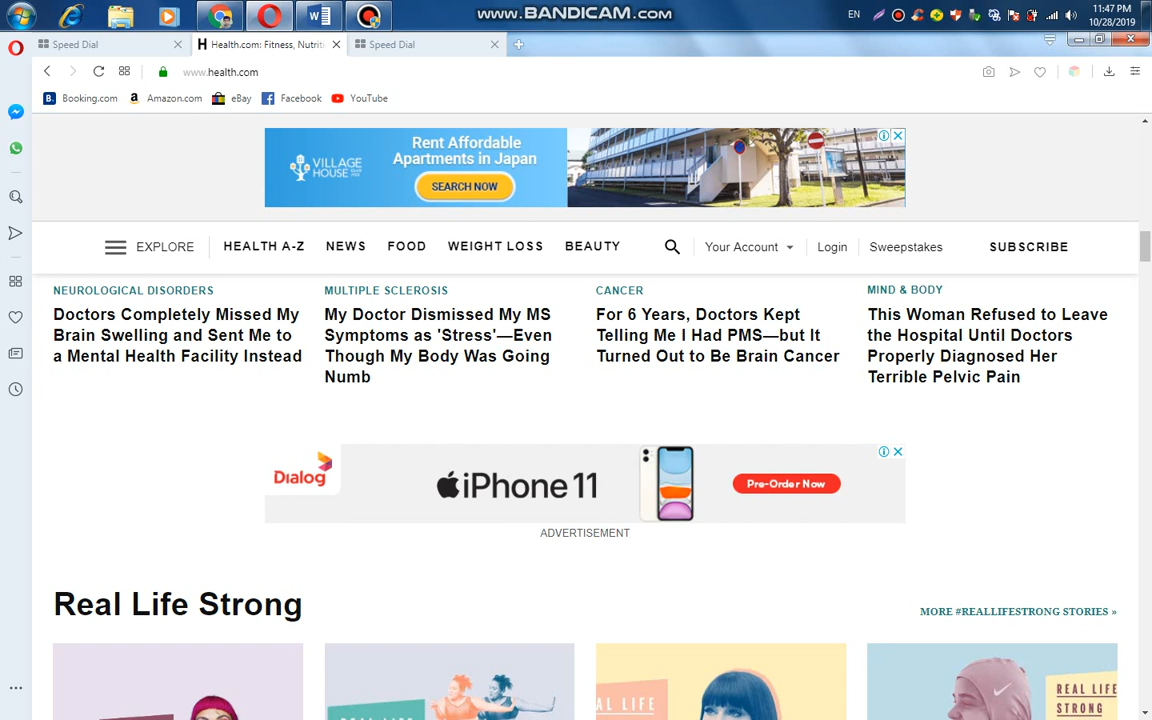 www.BANDICAM.com
EN
11:47 PM
10/28/2019
Speed Dial
Health.com: Fitness, Nutriti
Speed Dial
www.health.com
Booking.com
Amazon.com
eBay
Facebook
YouTube
VILLAGE HOUSE
Rent Affordable
Apartments in Japan
SEARCH NOW
EXPLORE
HEALTH A-Z
NEWS
FOOD
WEIGHT LOSS
BEAUTY
Your Account
Login
Sweepstakes
SUBSCRIBE
NEUROLOGICAL DISORDERS
Doctors Completely Missed My
Brain Swelling and Sent Me to
a Mental Health Facility Instead
MULTIPLE SCLEROSIS
My Doctor Dismissed My MS
Symptoms as 'Stress'—Even
Though My Body Was Going
Numb
CANCER
For 6 Years, Doctors Kept
Telling Me I Had PMS—but It
Turned Out to Be Brain Cancer
MIND & BODY
This Woman Refused to Leave
the Hospital Until Doctors
Properly Diagnosed Her
Terrible Pelvic Pain
Dialog
iPhone 11
Pre-Order Now
ADVERTISEMENT
Real Life Strong
MORE #REALLIFESTRONG STORIES »
REAL LIFE
REAL LIFE
STRONG